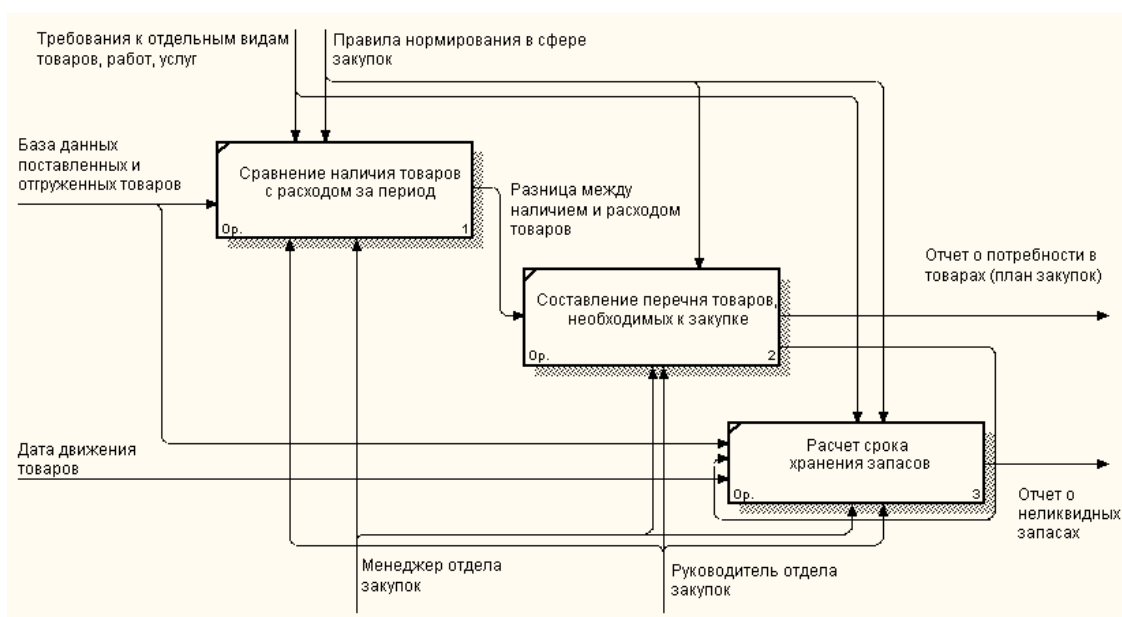 Требования к отдельным видам
товаров, работ, услуг
Правила нормирования в сфере
закупок
База данных
поставленных и
отгруженных товаров
Сравнение наличия товаров
с расходом за период
0р.
1
Разница между
наличием и расходом
товаров
Отчет о потребности в
товарах (план закупок)
Составление перечня товаров,
необходимых к закупке
0р.
2
Дата движения
товаров
Расчет срока
хранения запасов
0р.
3
Отчет о
неликвидных
запасах
Менеджер отдела
закупок
Руководитель отдела
закупок